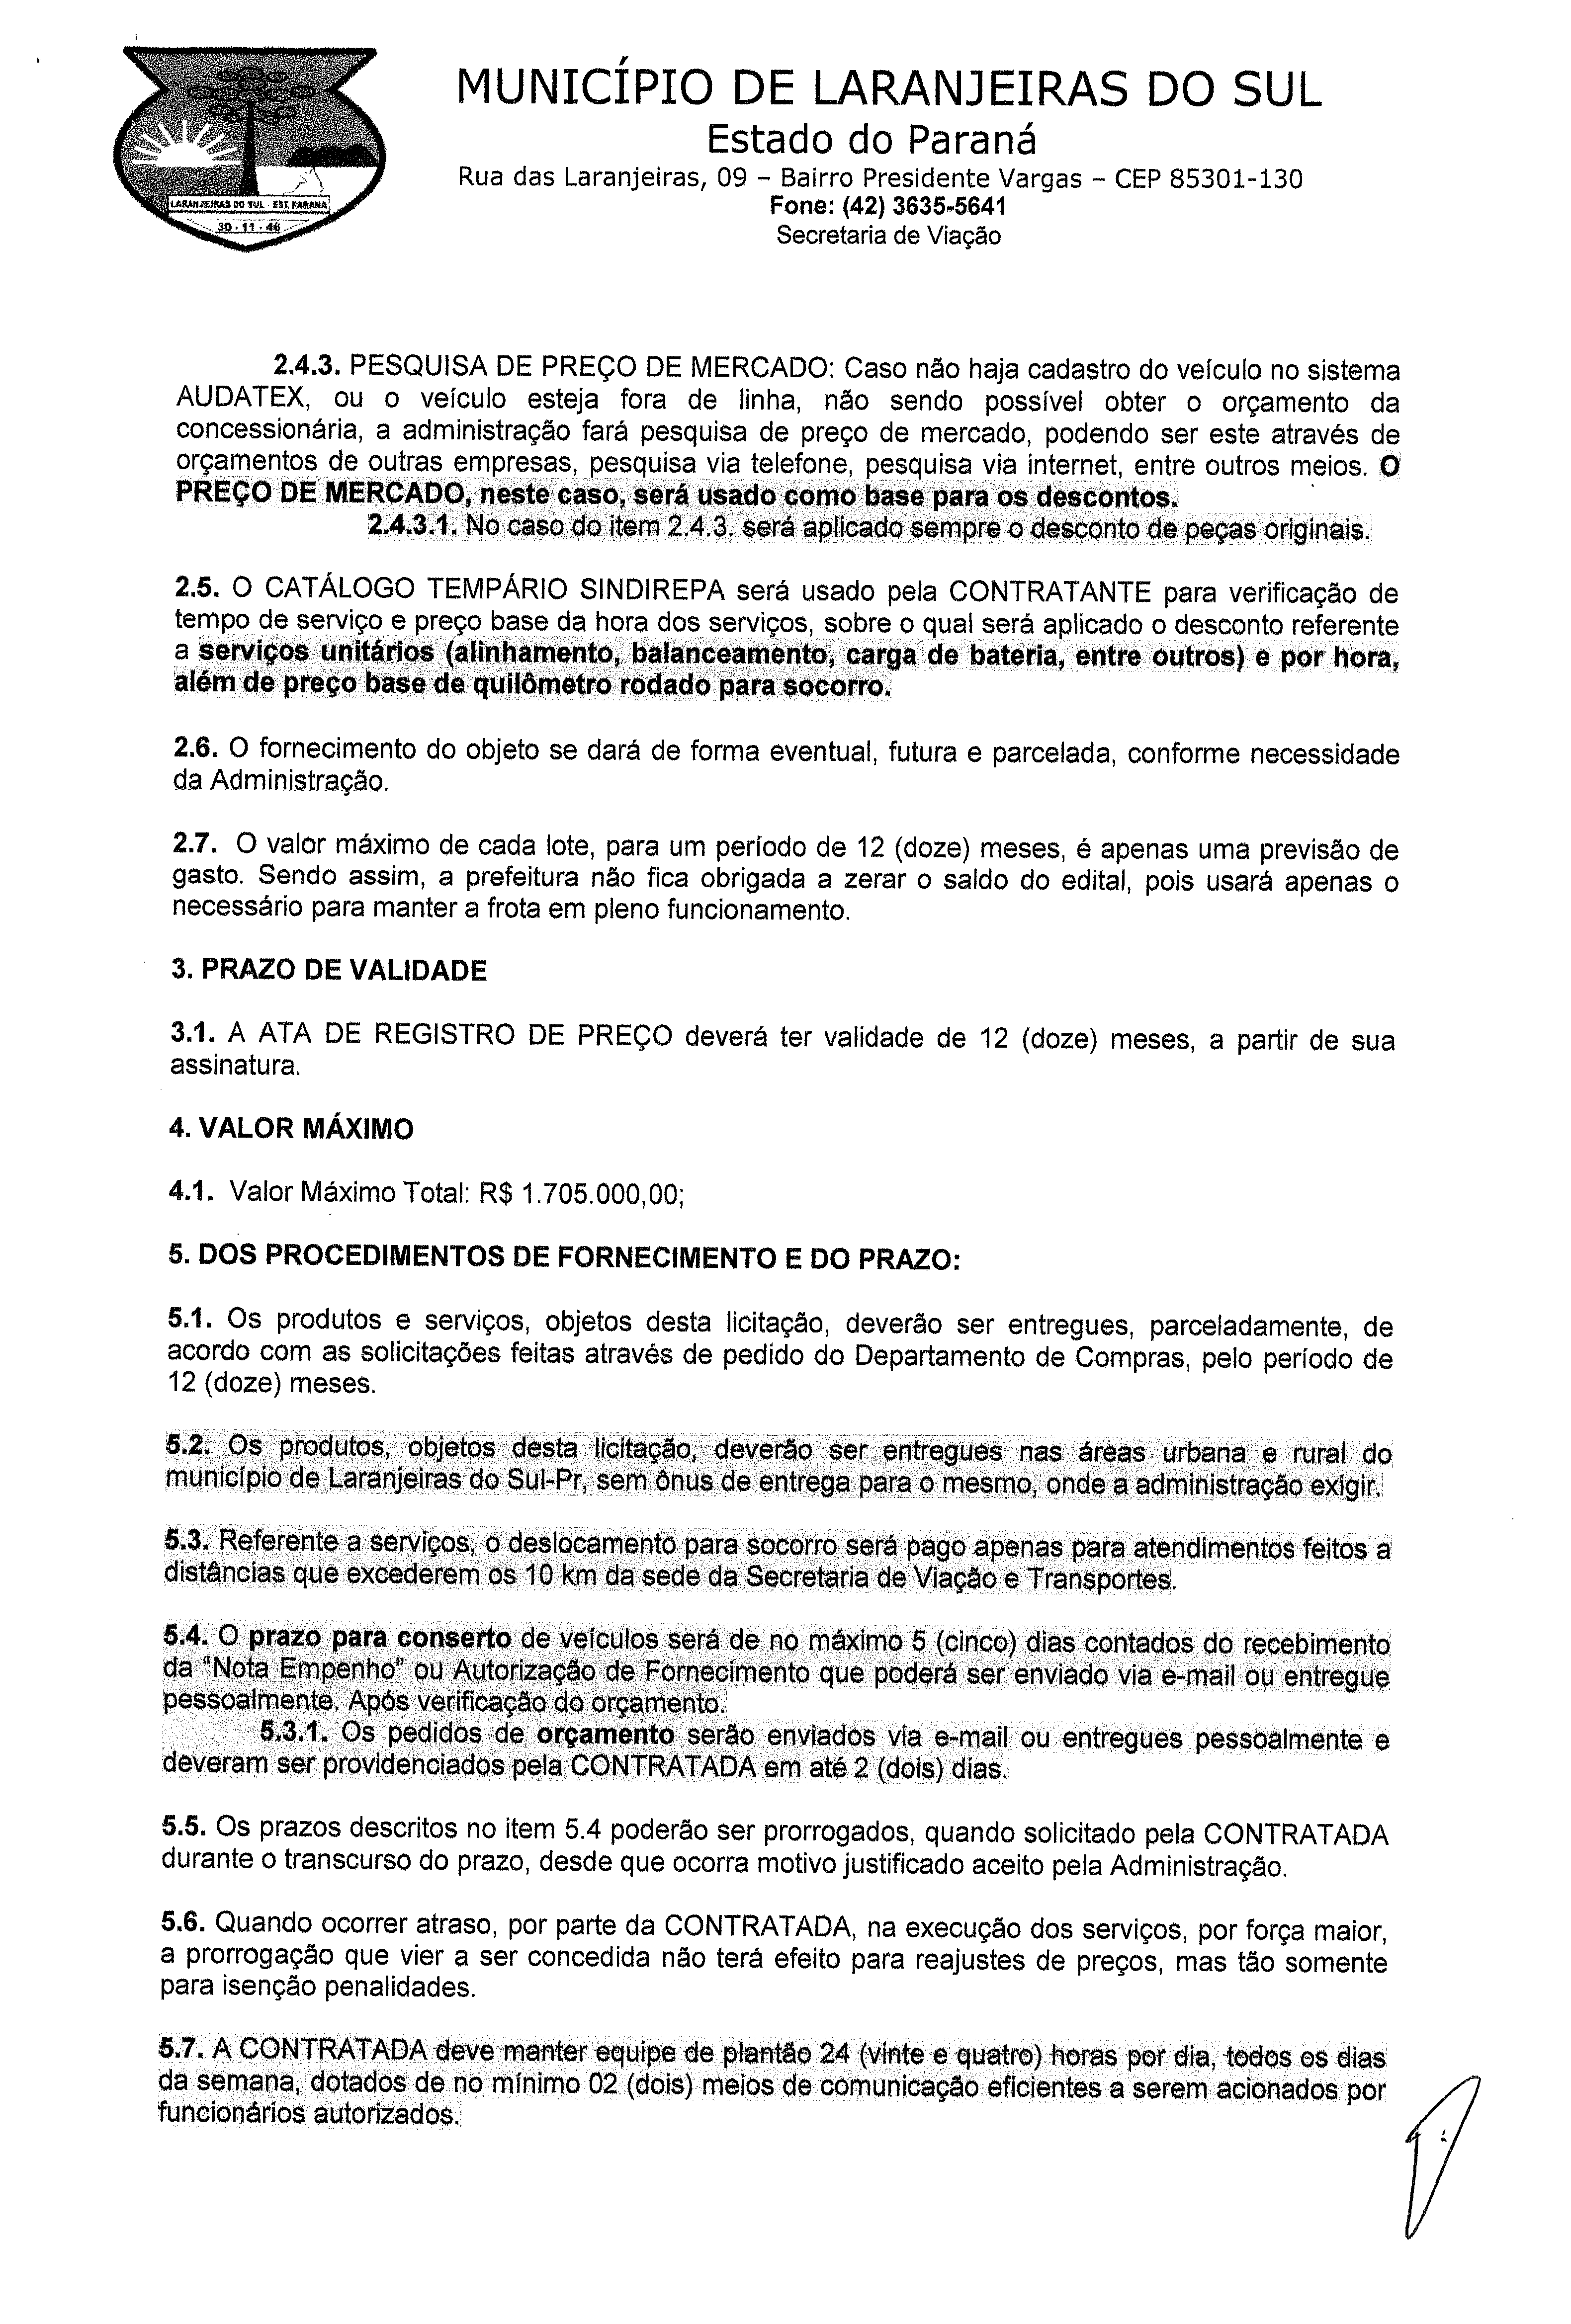 MUNICÍPIO DE LARANJEIRAS DO SUL
Estado do Paraná
Rua das Laranjeiras, 09 – Bairro Presidente Vargas – CEP 85301-130
Fone: (42) 3635-5641
Secretaria de Viação
LARANJEIRAS DO SUL - EST. PARANA
30 - 11 - 46
2.4.3. PESQUISA DE PREÇO DE MERCADO: Caso não haja cadastro do veículo no sistema
AUDATEX, ou o veículo esteja fora de linha, não sendo possível obter o orçamento da
concessionária, a administração fará pesquisa de preço de mercado, podendo ser este através de
orçamentos de outras empresas, pesquisa via telefone, pesquisa via internet, entre outros meios. O
PREÇO DE MERCADO, neste caso, será usado como base para os descontos.
2.4.3.1. No caso do item 2.4.3. será aplicado sempre o desconto de peças originais.
2.5. O CATÁLOGO TEMPÁRIO SINDIREPA será usado pela CONTRATANTE para verificação de
tempo de serviço e preço base da hora dos serviços, sobre o qual será aplicado o desconto referente
a serviços unitários (alinhamento, balanceamento, carga de bateria, entre outros) e por hora,
além de preço base de quilômetro rodado para socorro.
2.6. O fornecimento do objeto se dará de forma eventual, futura e parcelada, conforme necessidade
da Administração.
2.7. O valor máximo de cada lote, para um período de 12 (doze) meses, é apenas uma previsão de
gasto. Sendo assim, a prefeitura não fica obrigada a zerar o saldo do edital, pois usará apenas o
necessário para manter a frota em pleno funcionamento.
3. PRAZO DE VALIDADE
3.1. A ATA DE REGISTRO DE PREÇO deverá ter validade de 12 (doze) meses, a partir de sua
assinatura.
4. VALOR MÁXIMO
4.1. Valor Máximo Total: R$ 1.705.000,00;
5. DOS PROCEDIMENTOS DE FORNECIMENTO E DO PRAZO:
5.1. Os produtos e serviços, objetos desta licitação, deverão ser entregues, parceladamente, de
acordo com as solicitações feitas através de pedido do Departamento de Compras, pelo período de
12 (doze) meses.
5.2. Os produtos, objetos desta licitação, deverão ser entregues nas áreas urbana e rural do
município de Laranjeiras do Sul-Pr, sem ônus de entrega para o mesmo, onde a administração exigir.
5.3. Referente a serviços, o deslocamento para socorro será pago apenas para atendimentos feitos a
distâncias que excederem os 10 km da sede da Secretaria de Viação e Transportes.
5.4. O prazo para conserto de veículos será de no máximo 5 (cinco) dias contados do recebimento
da "Nota Empenho" ou Autorização de Fornecimento que poderá ser enviado via e-mail ou entregue
pessoalmente. Após verificação do orçamento.
5.3.1. Os pedidos de orçamento serão enviados via e-mail ou entregues pessoalmente e
deveram ser providenciados pela CONTRATADA em até 2 (dois) dias.
5.5. Os prazos descritos no item 5.4 poderão ser prorrogados, quando solicitado pela CONTRATADA
durante o transcurso do prazo, desde que ocorra motivo justificado aceito pela Administração.
5.6. Quando ocorrer atraso, por parte da CONTRATADA, na execução dos serviços, por força maior,
a prorrogação que vier a ser concedida não terá efeito para reajustes de preços, mas tão somente
para isenção penalidades.
5.7. A CONTRATADA deve manter equipe de plantão 24 (vinte e quatro) horas por dia, todos os dias
da semana, dotados de no mínimo 02 (dois) meios de comunicação eficientes a serem acionados por
funcionários autorizados.